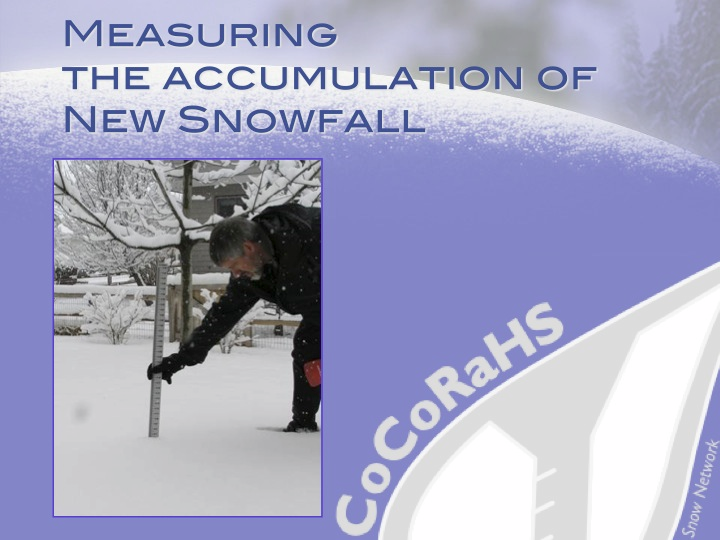 Measuring
the accumulation of
New Snowfall
CoCoRaHS
Snow Network